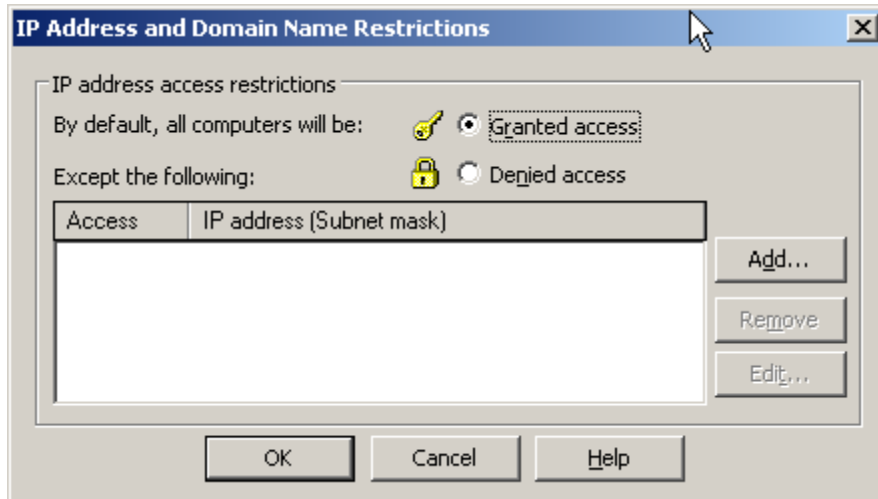 IP Address and Domain Name Restrictions
IP address access restrictions
By default, all computers will be:
Granted access
Except the following:
Denied access
Access IP address (Subnet mask)
Add...
Remove
Edit...
OK Cancel Help